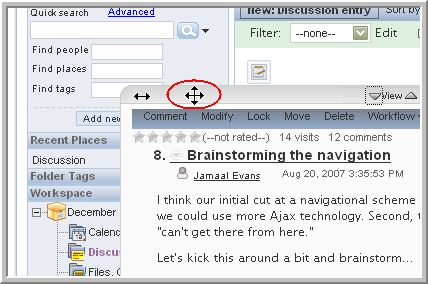 Quick search Advanced
Find people
Find places
Find tags
Add new
Recent Places
Discussion
Folder Tags
Workspace
December
Calend
Discus
Files.
New: Discussion entry Sort by
Filter: --none-- Edit
View
Comment Modify Lock Move Delete Workflow
(--not rated--) 14 visits 12 comments
8. Brainstorming the navigation
Jamaal Evans Aug 20, 2007 3:35:53 PM
I think our initial cut at a navigational scheme
we could use more Ajax technology. Second, t
"can't get there from here."
Let's kick this around a bit and brainstorm...